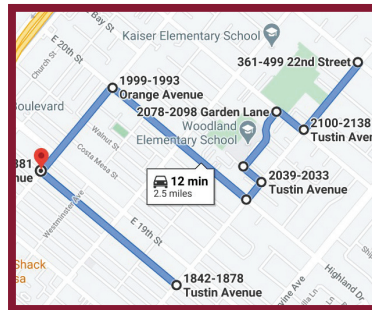 Bay St
E 20th St
Kaiser Elementary School
Church St
361-499 22nd Street
1999-1993
Orange Avenue
Boulevard
2078-2098 Garden Lane
Woodland
Elementary School
2100-2138
Tustin Aven
Walnut St
Costa Mesa St
381
nue
12 min
2.5 miles
2039-2033
Tustin Avenue
Westminster Ave
E 19th St
Shack
sa
1842-1878
Tustin Avenue
Highland Dr
Irvine Ave